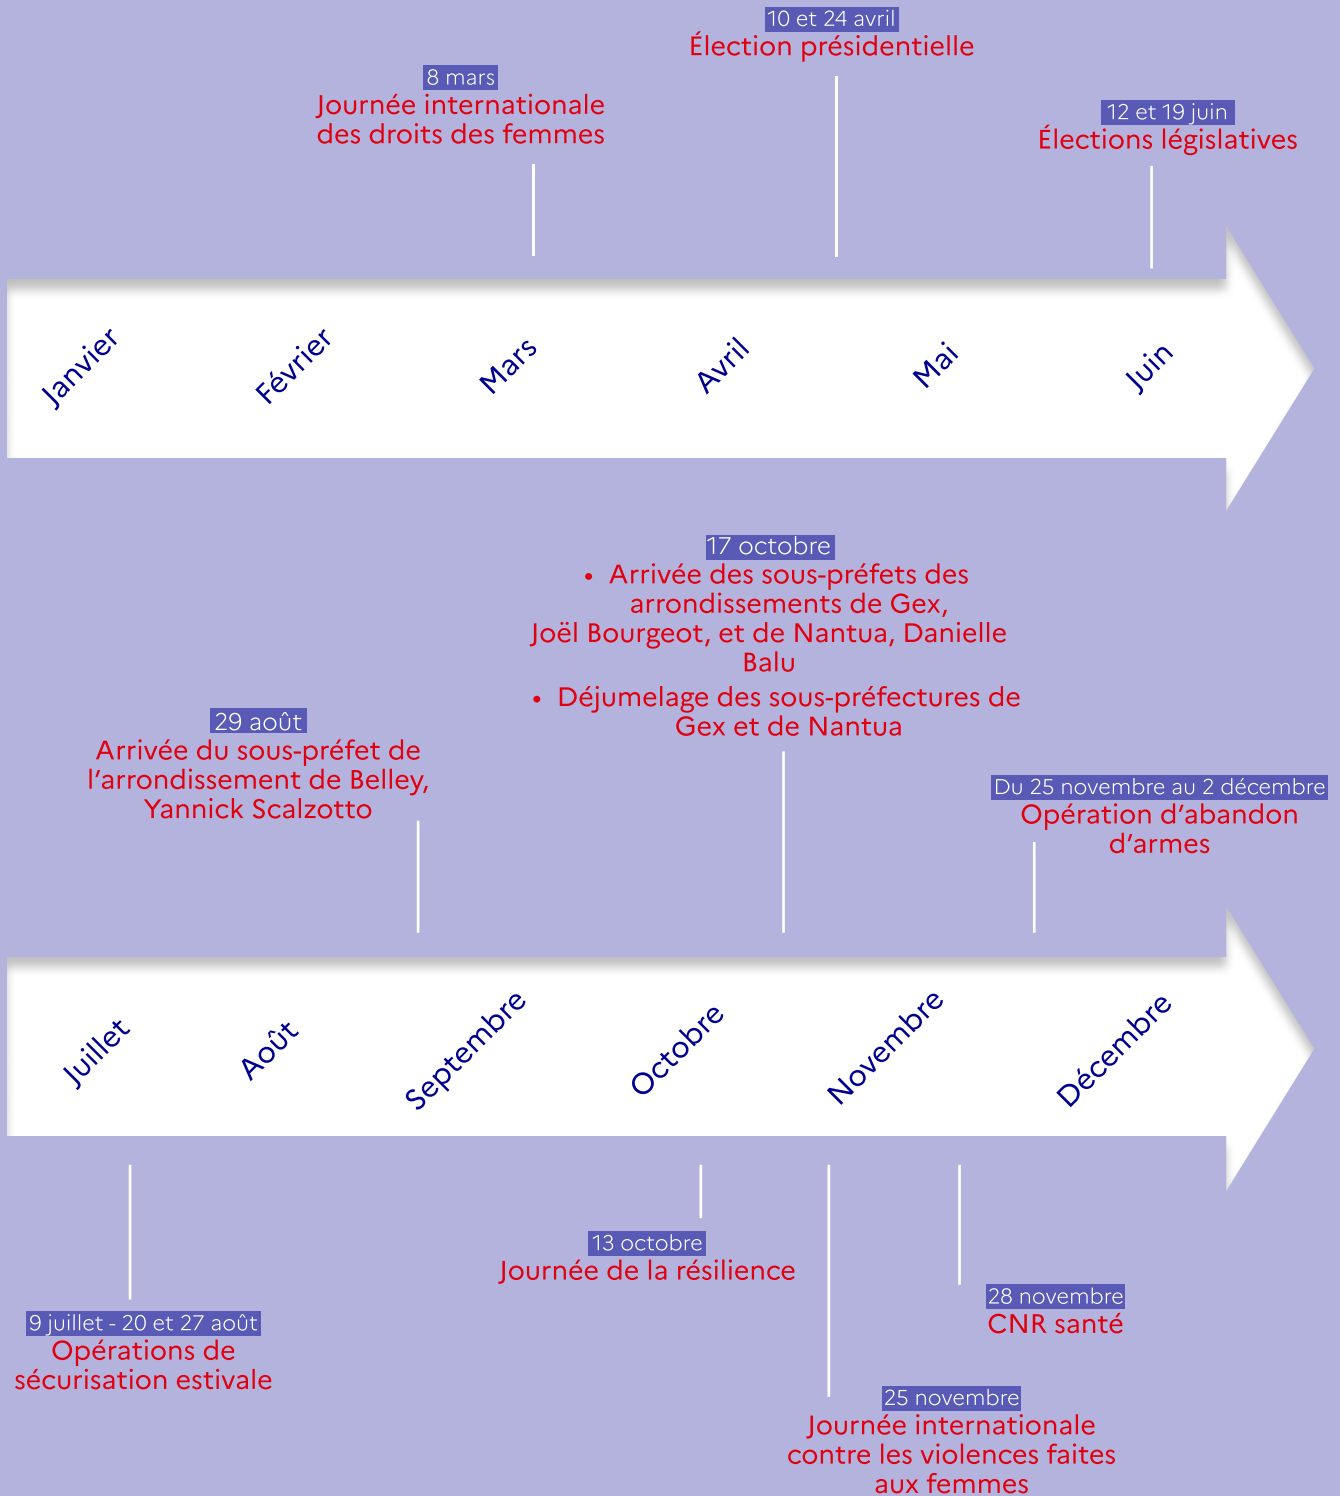 10 et 24 avril
Élection présidentielle
8 mars
Journée internationale
des droits des femmes
12 et 19 juin
Élections législatives
Janvier
Février
Mars
Avril
Mai
Juin
17 octobre
• Arrivée des sous-préfets des
arrondissements de Gex,
Joël Bourgeot, et de Nantua, Danielle
Balu
• Déjumelage des sous-préfectures de
Gex et de Nantua
29 août
Arrivée du sous-préfet de
l’arrondissement de Belley,
Yannick Scalzotto
Du 25 novembre au 2 décembre
Opération d’abandon
d’armes
Juillet
Août
Septembre
Octobre
Novembre
Décembre
13 octobre
Journée de la résilience
28 novembre
CNR santé
9 juillet - 20 et 27 août
Opérations de
sécurisation estivale
25 novembre
Journée internationale
contre les violences faites
aux femmes